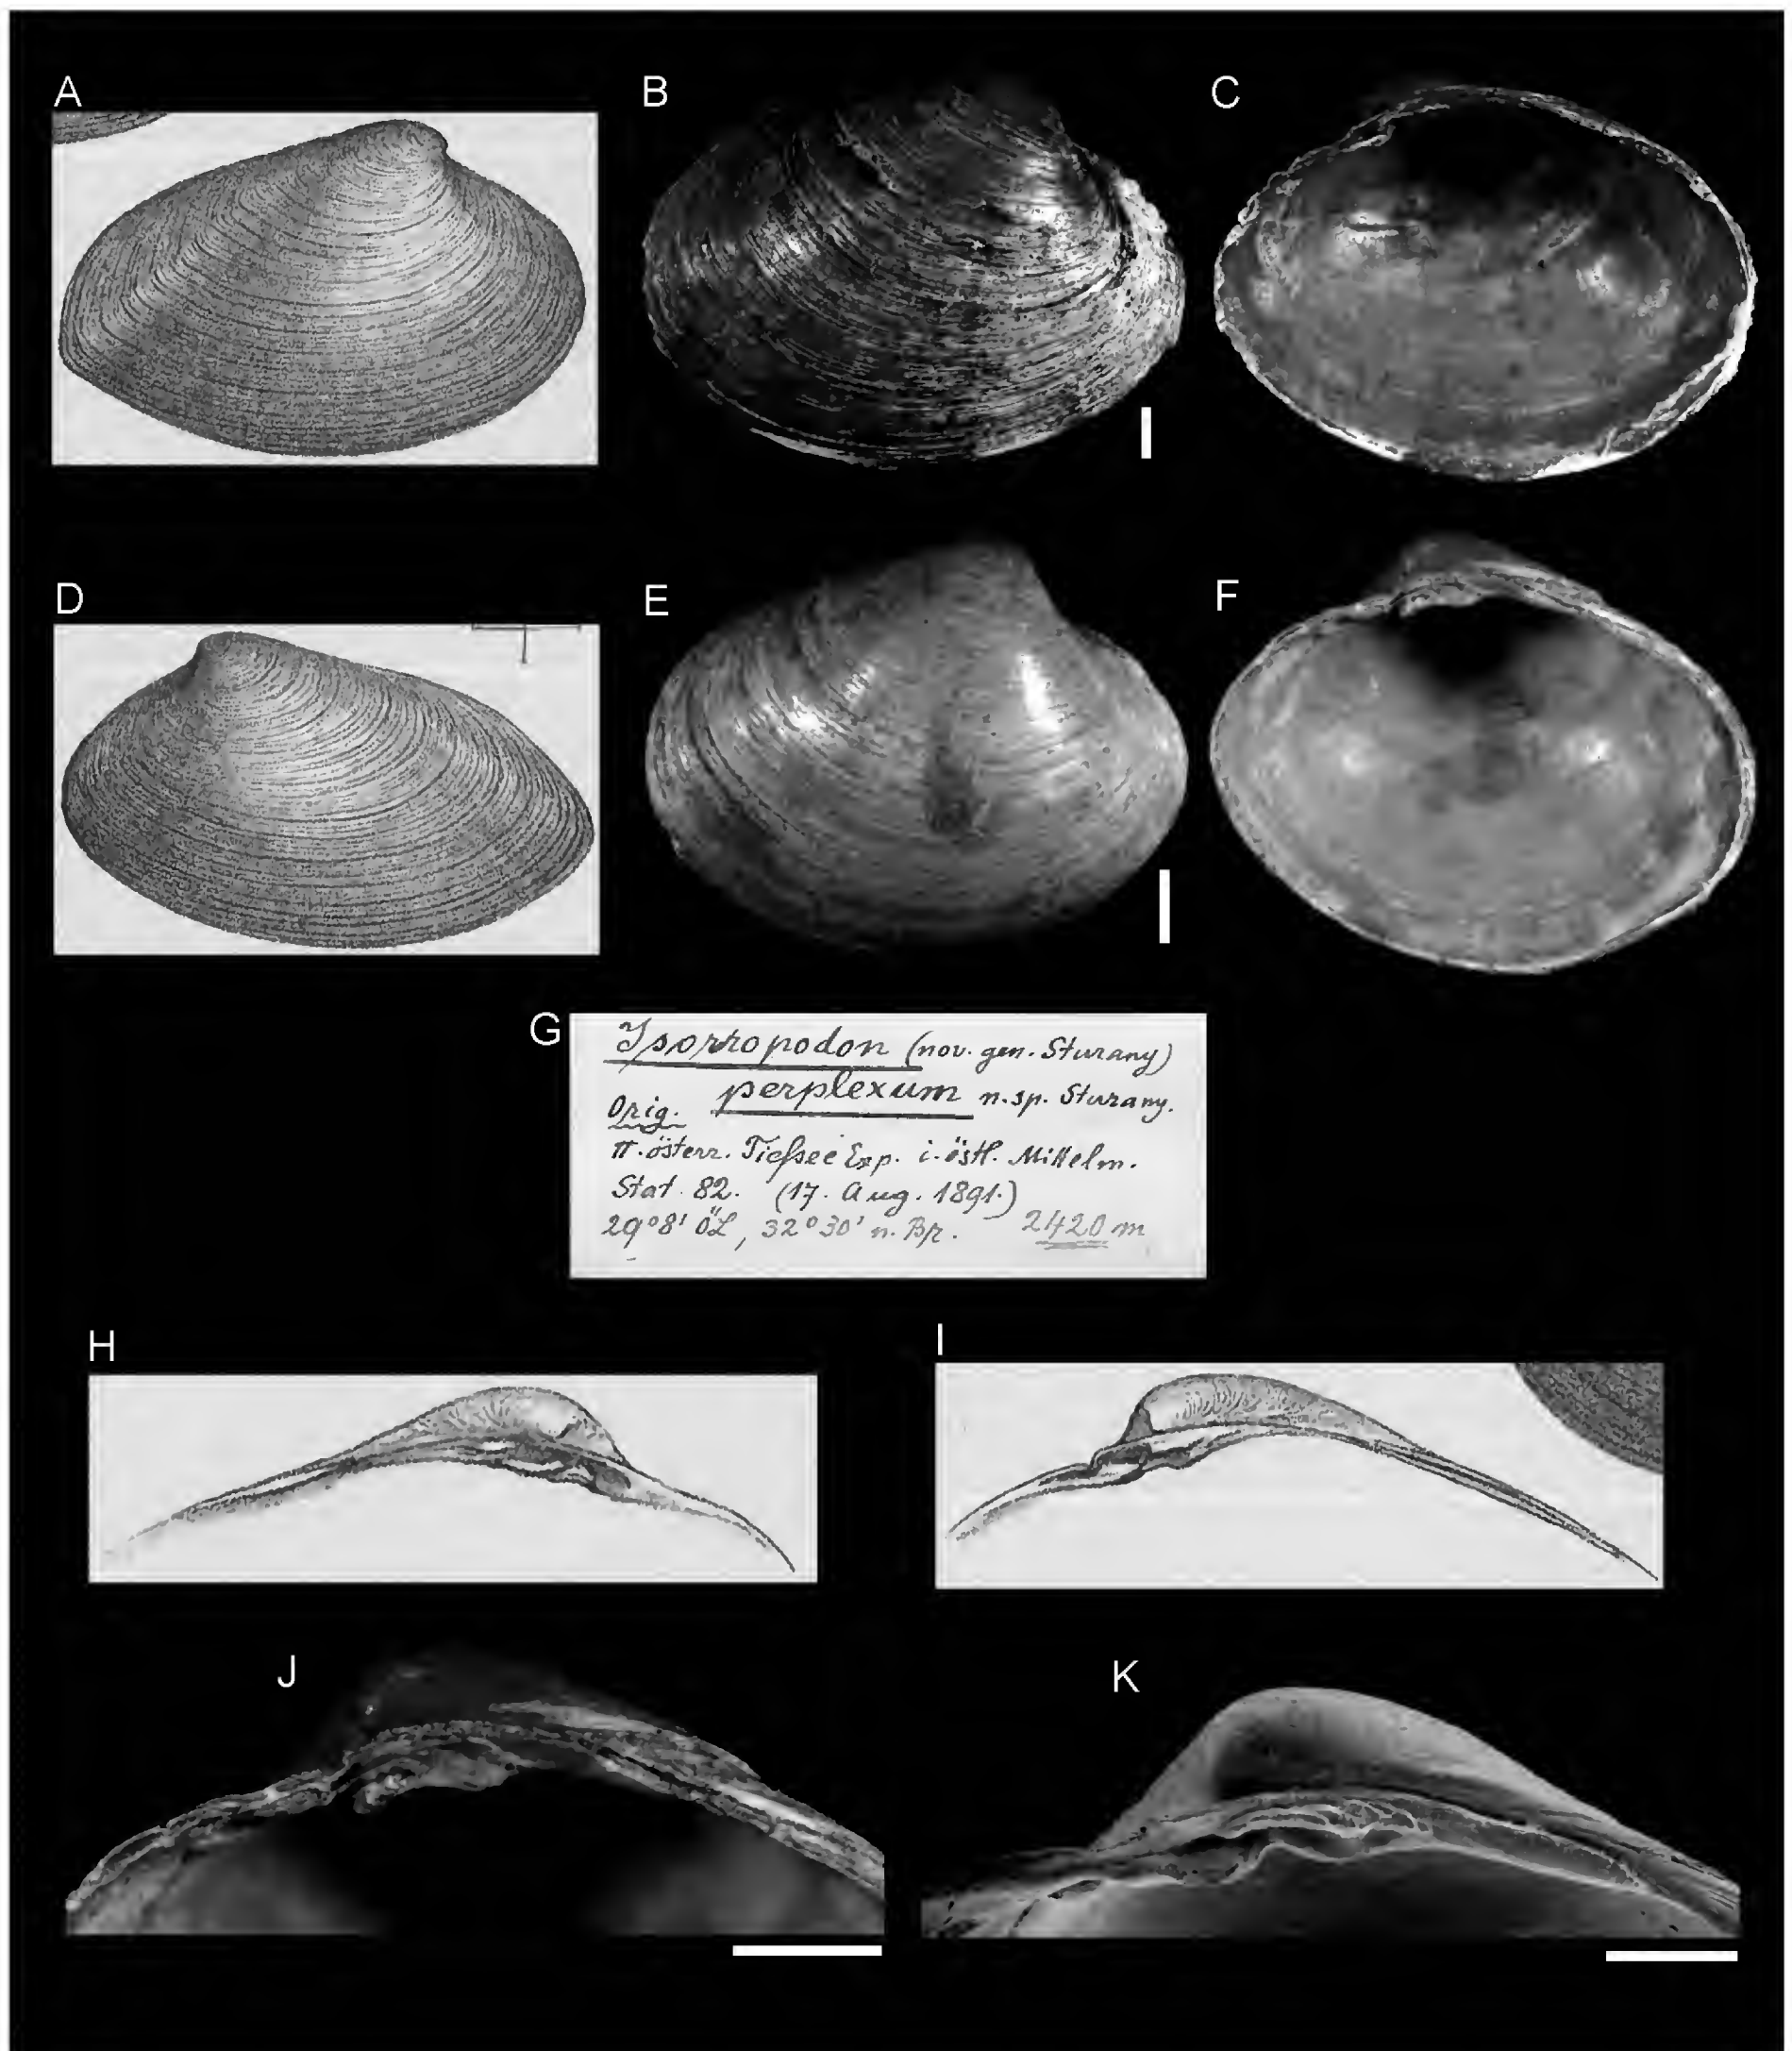 A
B
C
D
E
F
G
Isorropodon (nov. gen. Sturany)
perplexum n. sp. Sturany.
Orig.
II. österr. Tiefsee Exp. i. östl. Mittelm.
Stat. 82. (17. Aug. 1891.)
29°8' ÖL, 32°30' n. Br. 2420 m
H
I
J
K